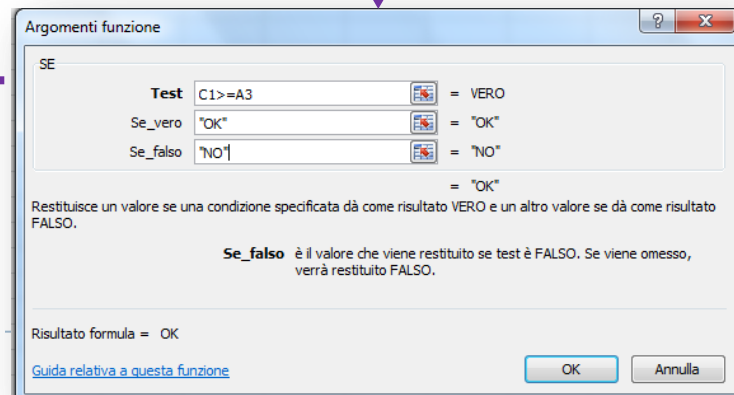 Argomenti funzione
SE
Test C1>=A3 = VERO
Se_vero "OK" = "OK"
Se_falso "NO" = "NO"
= "OK"
Restituisce un valore se una condizione specificata dà come risultato VERO e un altro valore se dà come risultato
FALSO.
Se_falso è il valore che viene restituito se test è FALSO. Se viene omesso,
verrà restituito FALSO.
Risultato formula = OK
Guida relativa a questa funzione OK Annulla